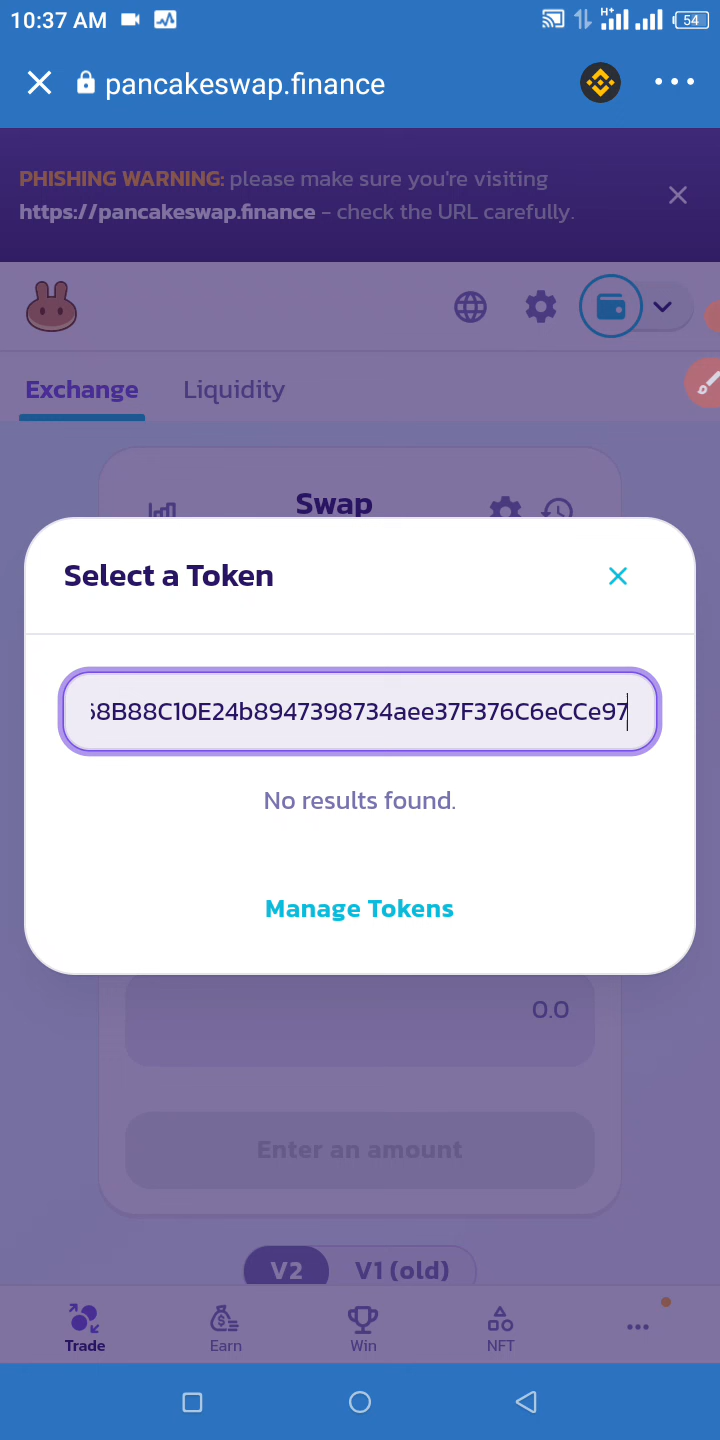 10:37 AM
H+
54
pancakeswap.finance
PHISHING WARNING: please make sure you're visiting
https://pancakeswap.finance - check the URL carefully.
Exchange Liquidity
Swap
Select a Token
68B88C10E24b8947398734aee37F376C6eCCe97
No results found.
Manage Tokens
0.0
Enter an amount
V2 V1 (old)
Trade Earn Win NFT